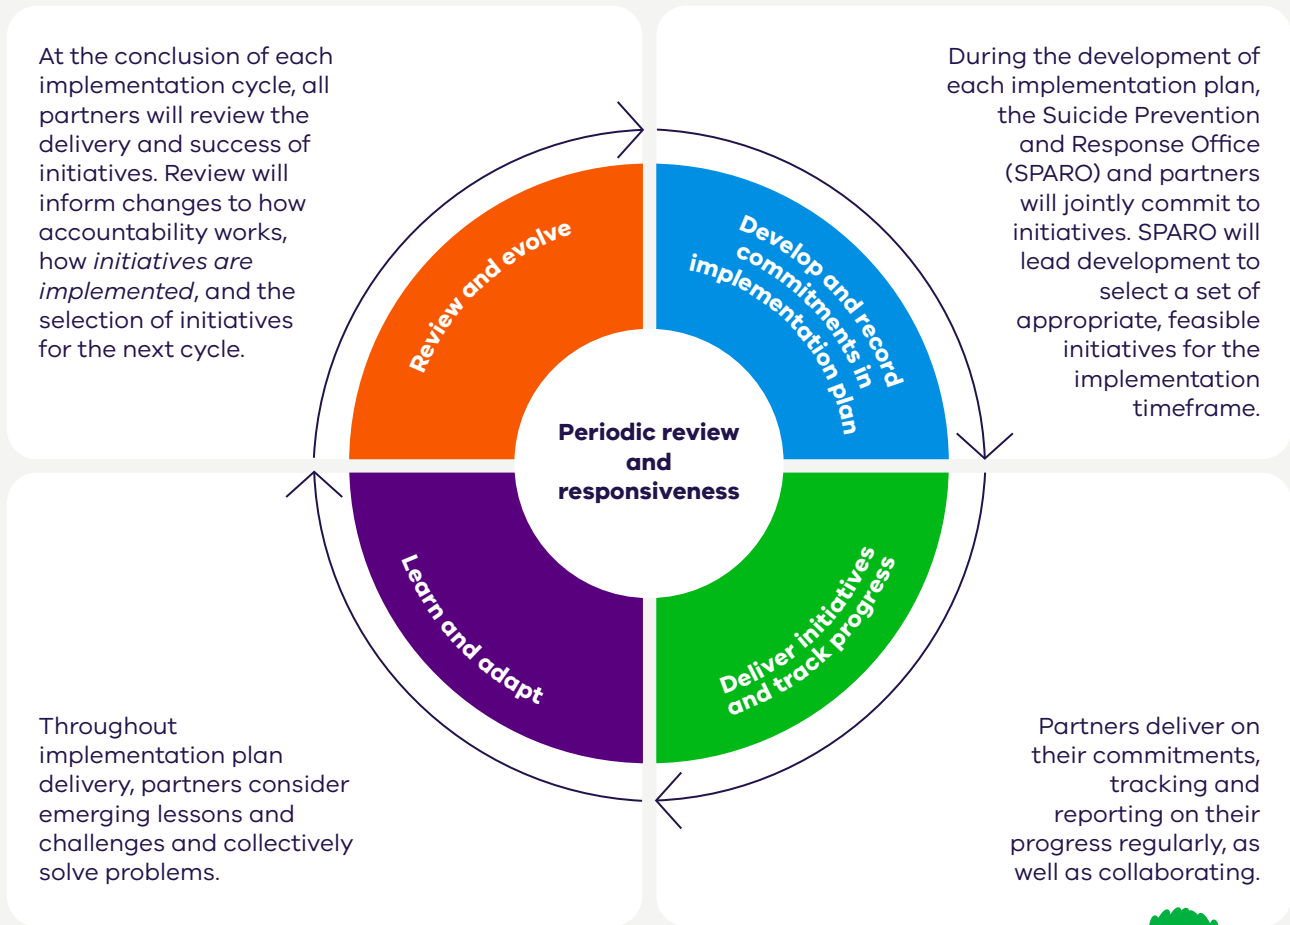 At the conclusion of each
implementation cycle, all
partners will review the
delivery and success of
initiatives. Review will
inform changes to how
accountability works,
how initiatives are
implemented, and the
selection of initiatives
for the next cycle.
During the development of
each implementation plan,
the Suicide Prevention
and Response Office
(SPARO) and partners
will jointly commit to
initiatives. SPARO will
lead development to
select a set of
appropriate, feasible
initiatives for the
implementation
timeframe.
Review and evolve
Develop and record
commitments in
implementation plan
Periodic review
and
responsiveness
Learn and adapt
Deliver initiatives
and track progress
Throughout
implementation plan
delivery, partners consider
emerging lessons and
challenges and collectively
solve problems.
Partners deliver on
their commitments,
tracking and
reporting on their
progress regularly, as
well as collaborating.